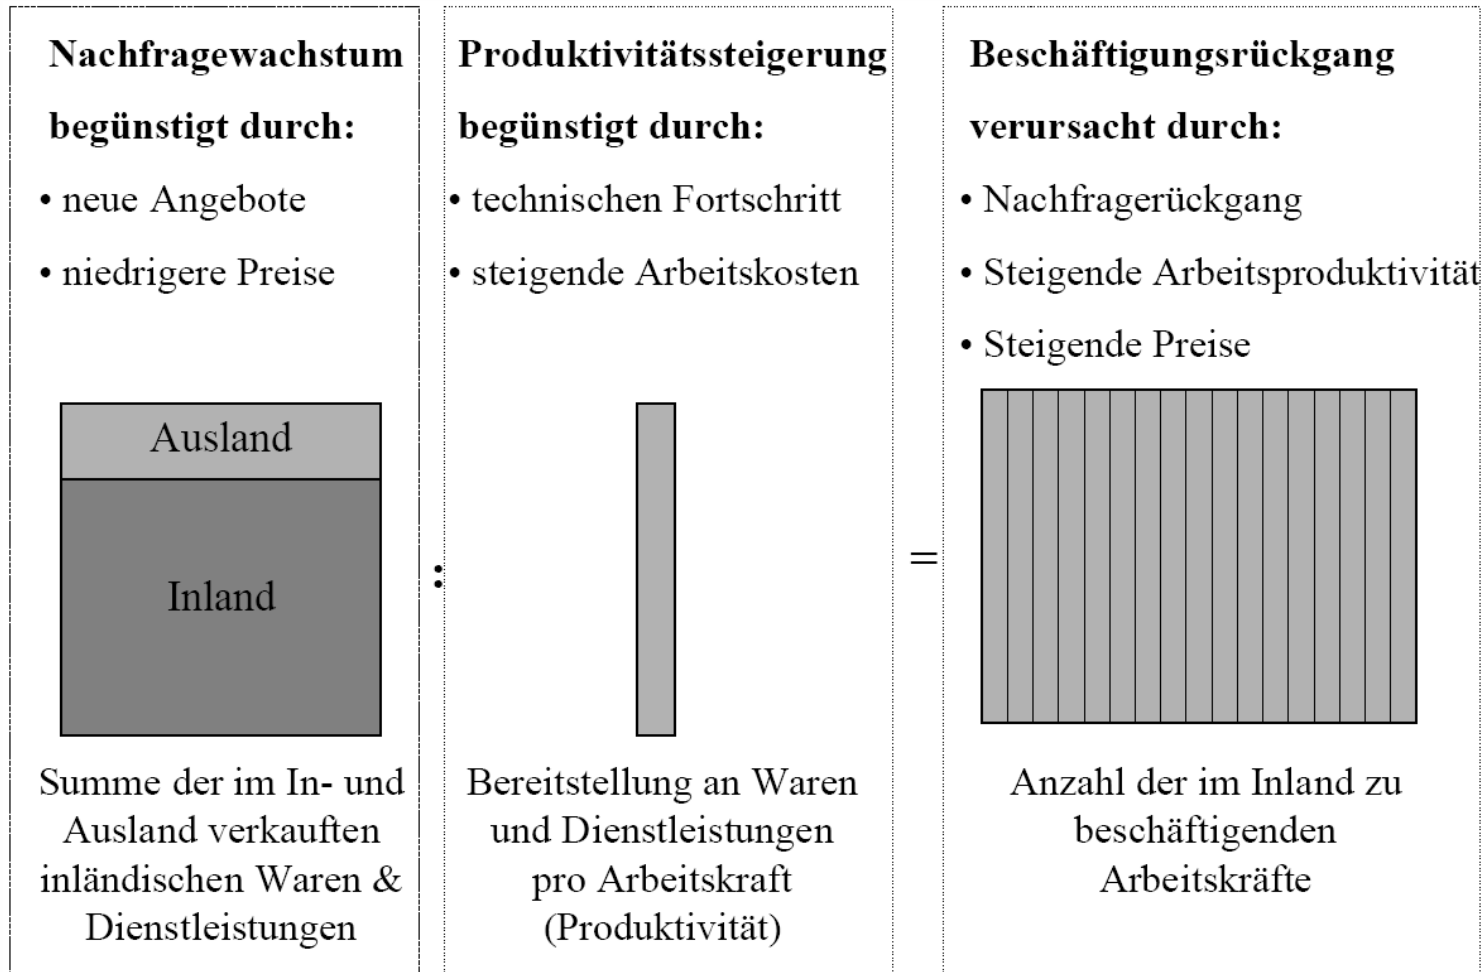 Nachfragewachstum
begünstigt durch:
• neue Angebote
• niedrigere Preise
Ausland
Inland
Summe der im In- und
Ausland verkauften
inländischen Waren &
Dienstleistungen
:
Produktivitätssteigerung
begünstigt durch:
• technischen Fortschritt
• steigende Arbeitskosten
Bereitstellung an Waren
und Dienstleistungen
pro Arbeitskraft
(Produktivität)
=
Beschäftigungsrückgang
verursacht durch:
• Nachfragerückgang
• Steigende Arbeitsproduktivität
• Steigende Preise
Anzahl der im Inland zu
beschäftigenden
Arbeitskräfte